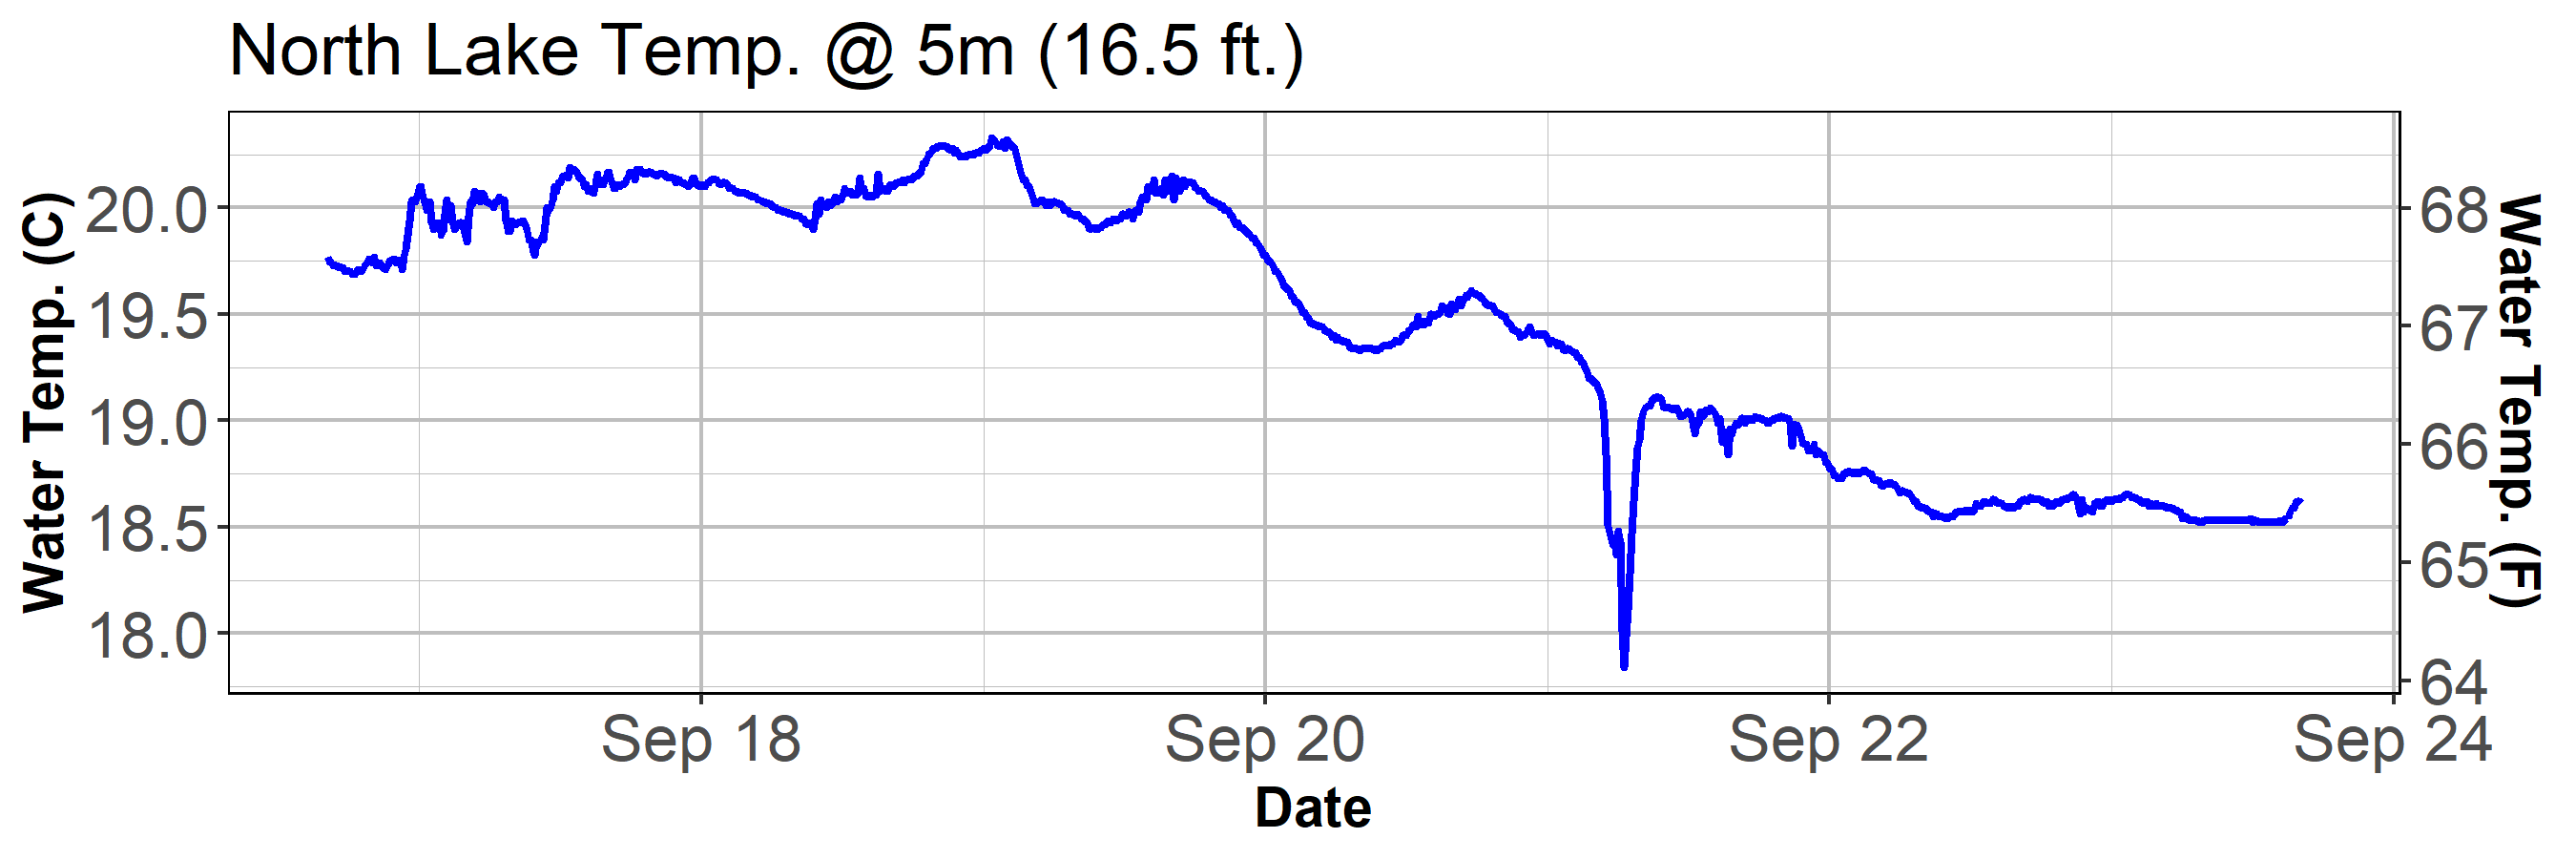 North Lake Temp. @ 5m (16.5 ft.)
Water Temp. (C)
20.0
19.5
19.0
18.5
18.0
68
67
66
65
64
Water Temp. (F)
Sep 18 Sep 20 Sep 22 Sep 24
Date